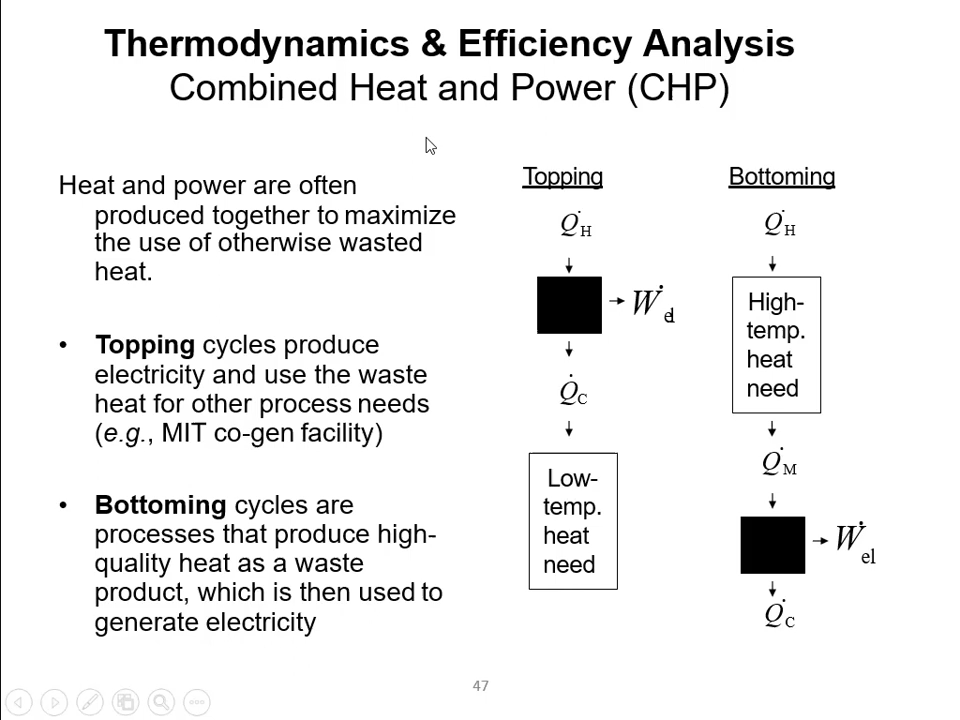 Thermodynamics & Efficiency Analysis
Combined Heat and Power (CHP)
Heat and power are often
produced together to maximize
the use of otherwise wasted
heat.
• Topping cycles produce
electricity and use the waste
heat for other process needs
(e.g., MIT co-gen facility)
• Bottoming cycles are
processes that produce high-
quality heat as a waste
product, which is then used to
generate electricity
Topping
Q̇H
Ẇel
Q̇C
Low-
temp.
heat
need
Bottoming
Q̇H
High-
temp.
heat
need
Q̇M
Ẇel
Q̇C
47